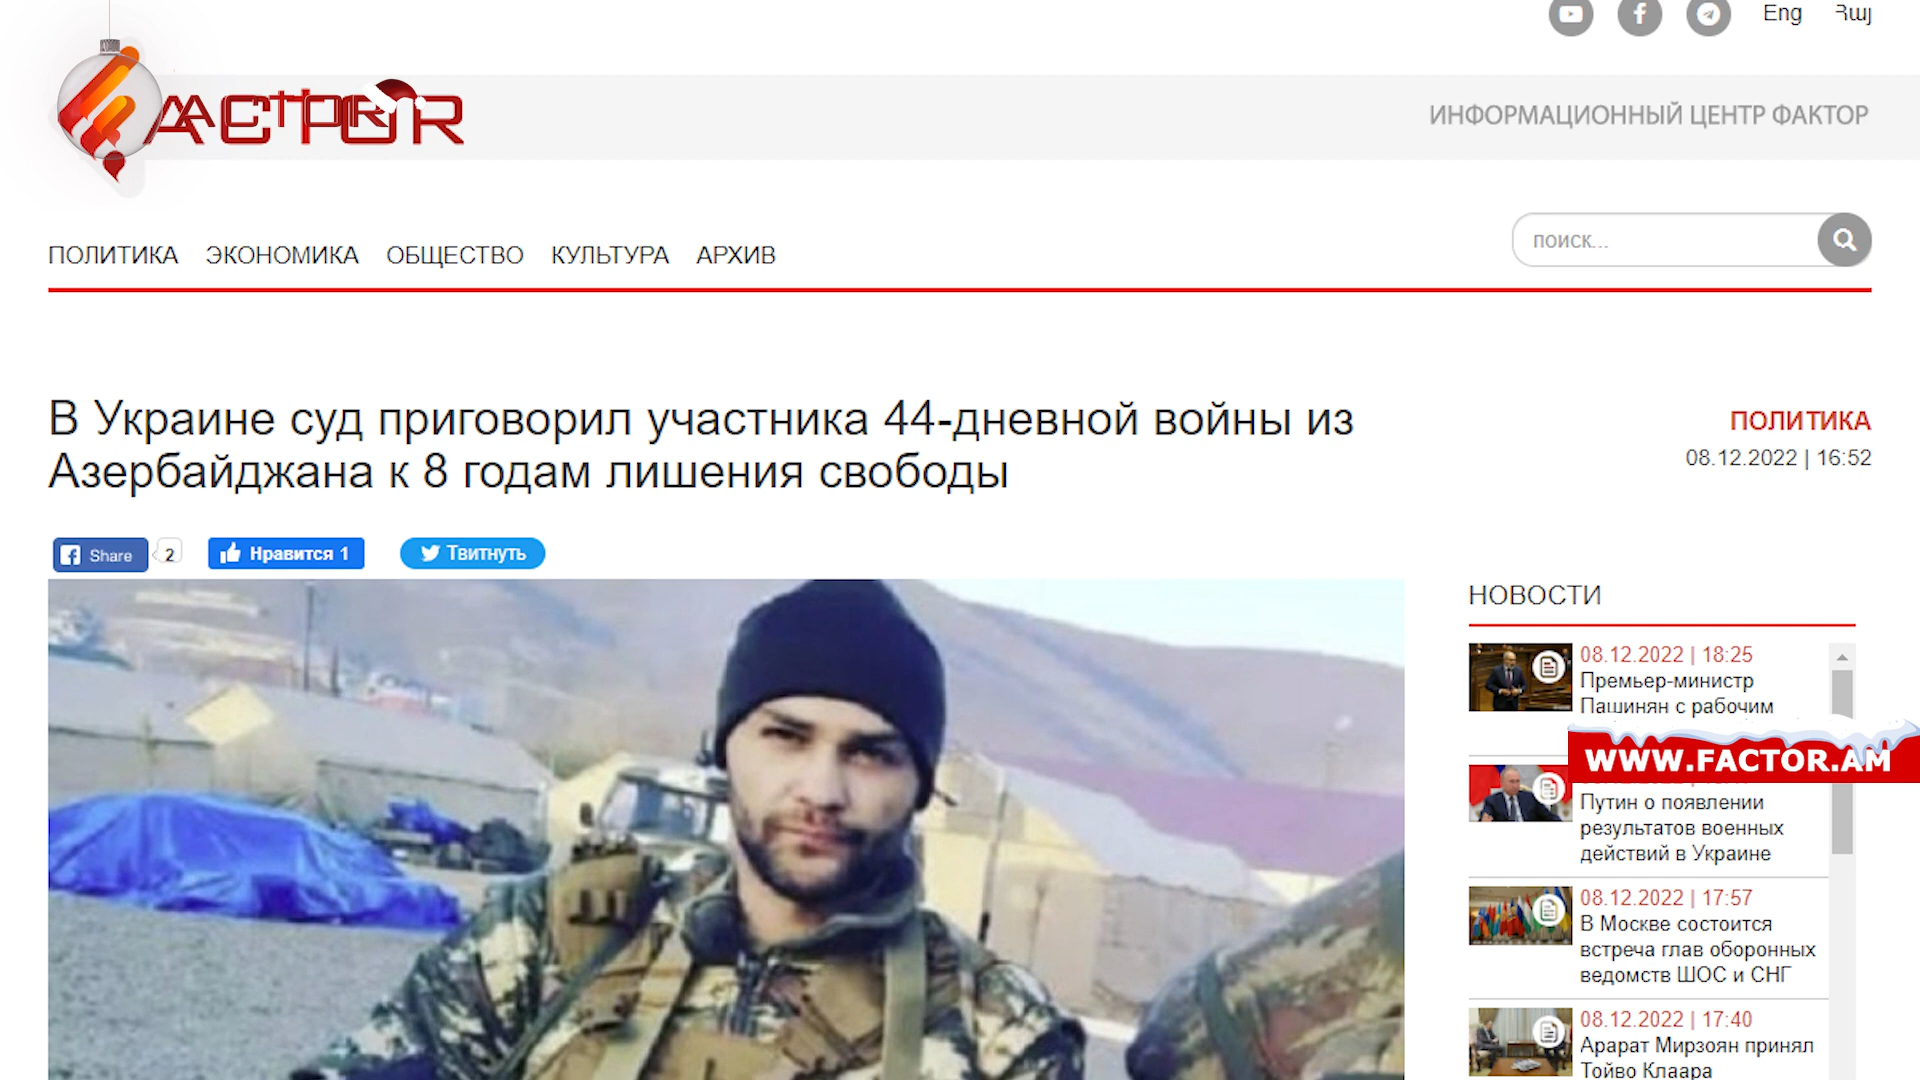 Eng
Հայ
ИНФОРМАЦИОННЫЙ ЦЕНТР ФАКТОР
ПОЛИТИКА ЭКОНОМИКА ОБЩЕСТВО КУЛЬТУРА АРХИВ
поиск...
В Украине суд приговорил участника 44-дневной войны из
Азербайджана к 8 годам лишения свободы
ПОЛИТИКА
08.12.2022 | 16:52
Share 2
Нравится 1
Твитнуть
НОВОСТИ
08.12.2022 | 18:25
Премьер-министр
Пашинян с рабочим
WWW.FACTOR.AM
Путин о появлении
результатов военных
действий в Украине
08.12.2022 | 17:57
В Москве состоится
встреча глав оборонных
ведомств ШОС и СНГ
08.12.2022 | 17:40
Арарат Мирзоян принял
Тойво Клаара